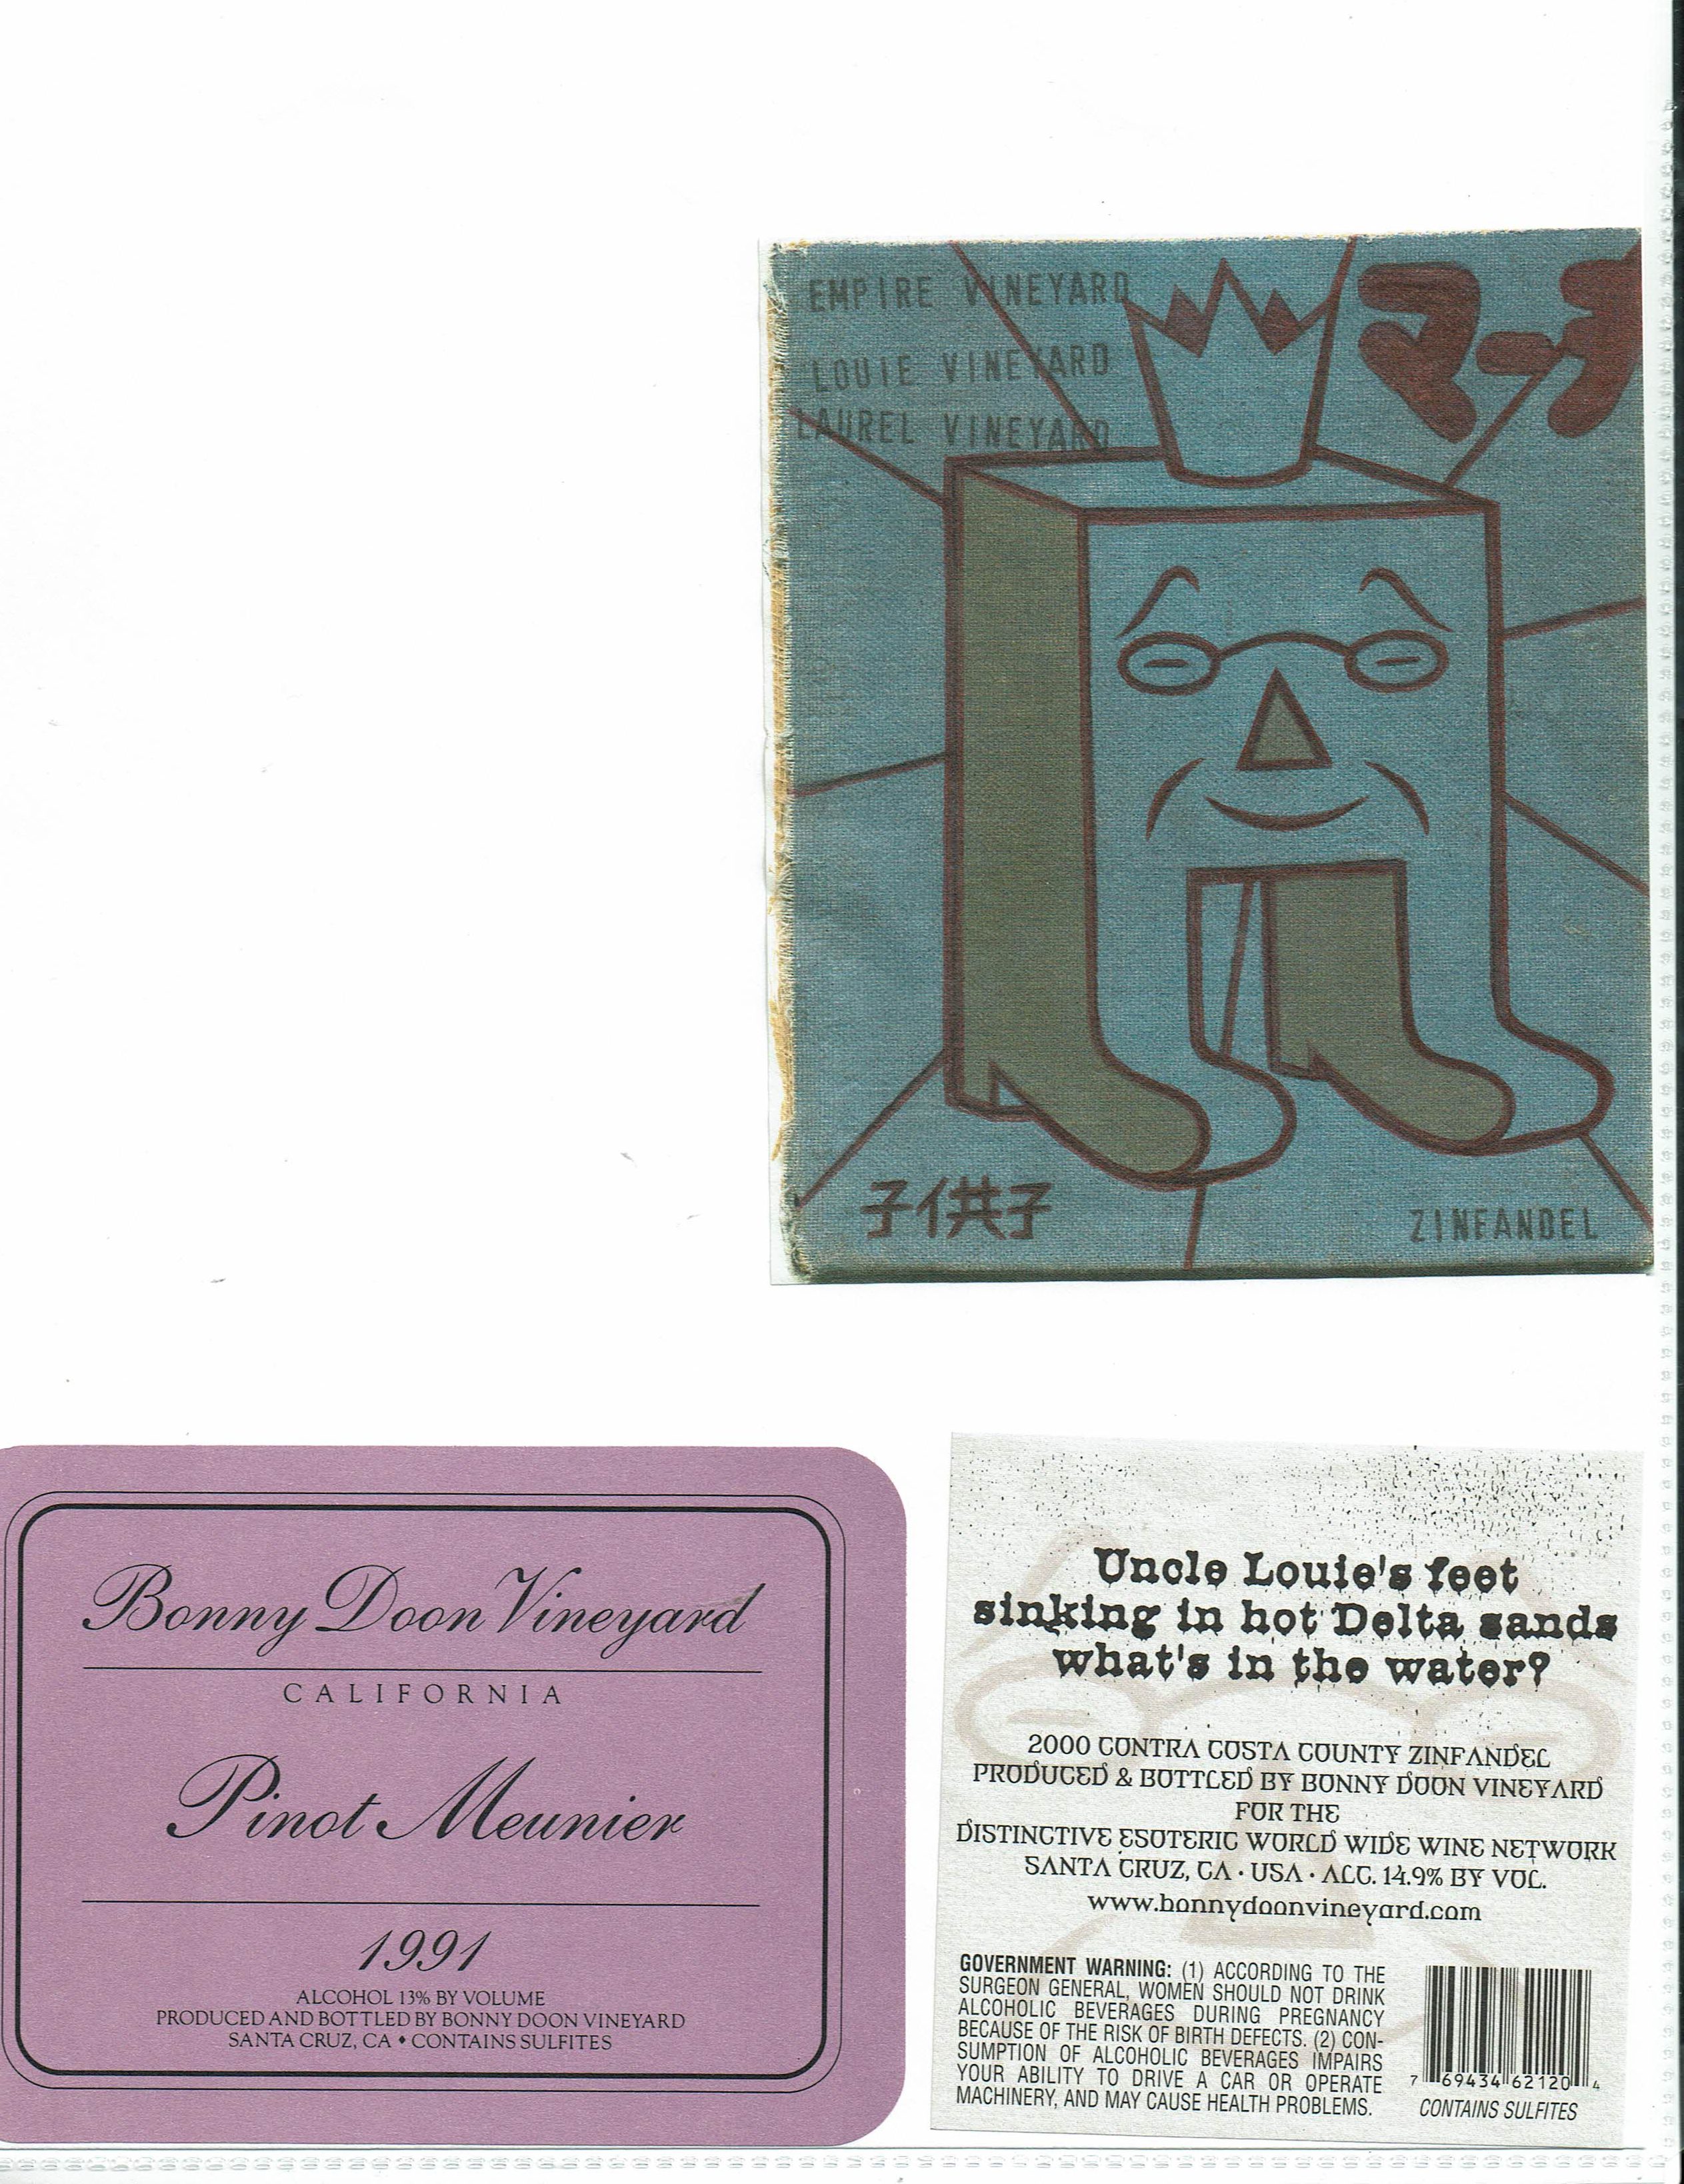 EMPIRE VINEYARD
LOUIE VINEYARD
LAUREL VINEYARD
子供子
ZINFANDEL
Bonny Doon Vineyard
CALIFORNIA
Pinot Meunier
1991
ALCOHOL 13% BY VOLUME
PRODUCED AND BOTTLED BY BONNY DOON VINEYARD
SANTA CRUZ, CA ♦ CONTAINS SULFITES
Uncle Louie's feet
sinking in hot Delta sands
what's in the water?
2000 CONTRA COSTA COUNTY ZINFANDEL
PRODUCED & BOTTLED BY BONNY DOON VINEYARD
FOR THE
DISTINCTIVE ESOTERIC WORLD WIDE WINE NETWORK
SANTA CRUZ, CA · USA · ALC. 14.9% BY VOL.
www.bonnydoonvineyard.com
GOVERNMENT WARNING: (1) ACCORDING TO THE
SURGEON GENERAL, WOMEN SHOULD NOT DRINK
ALCOHOLIC BEVERAGES DURING PREGNANCY
BECAUSE OF THE RISK OF BIRTH DEFECTS. (2) CON-
SUMPTION OF ALCOHOLIC BEVERAGES IMPAIRS
YOUR ABILITY TO DRIVE A CAR OR OPERATE
MACHINERY, AND MAY CAUSE HEALTH PROBLEMS.
7 69434 62120 4
CONTAINS SULFITES